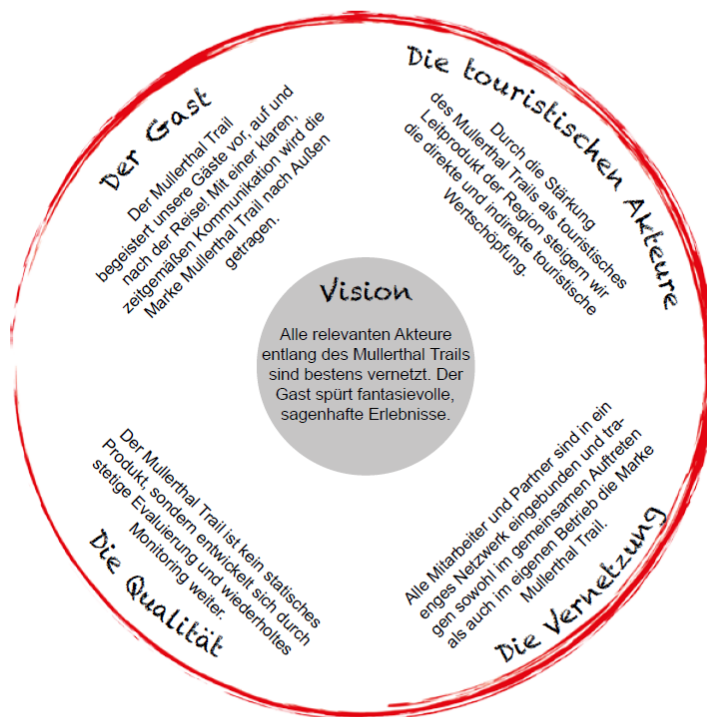 Der Gast
Der Mullerthal Trail
begeistert unsere Gäste vor, auf und
nach der Reise! Mit einer klaren,
zeitgemäßen Kommunikation wird die
Marke Mullerthal Trail nach Außen
getragen.
Die touristischen Akteure
Durch die Stärkung
des Mullerthal Trails als touristisches
Leitprodukt der Region steigern wir
die direkte und indirekte touristische
Wertschöpfung.
Vision
Alle relevanten Akteure
entlang des Mullerthal Trails
sind bestens vernetzt. Der
Gast spürt fantasievolle,
sagenhafte Erlebnisse.
Der Mullerthal Trail ist kein statisches
Produkt, sondern entwickelt sich durch
stetige Evaluierung und wiederholtes
Monitoring weiter.
Die Qualität
Alle Mitarbeiter und Partner sind in ein
enges Netzwerk eingebunden und tra-
gen sowohl im gemeinsamen Auftreten
als auch im eigenen Betrieb die Marke
Mullerthal Trail.
Die Vernetzung